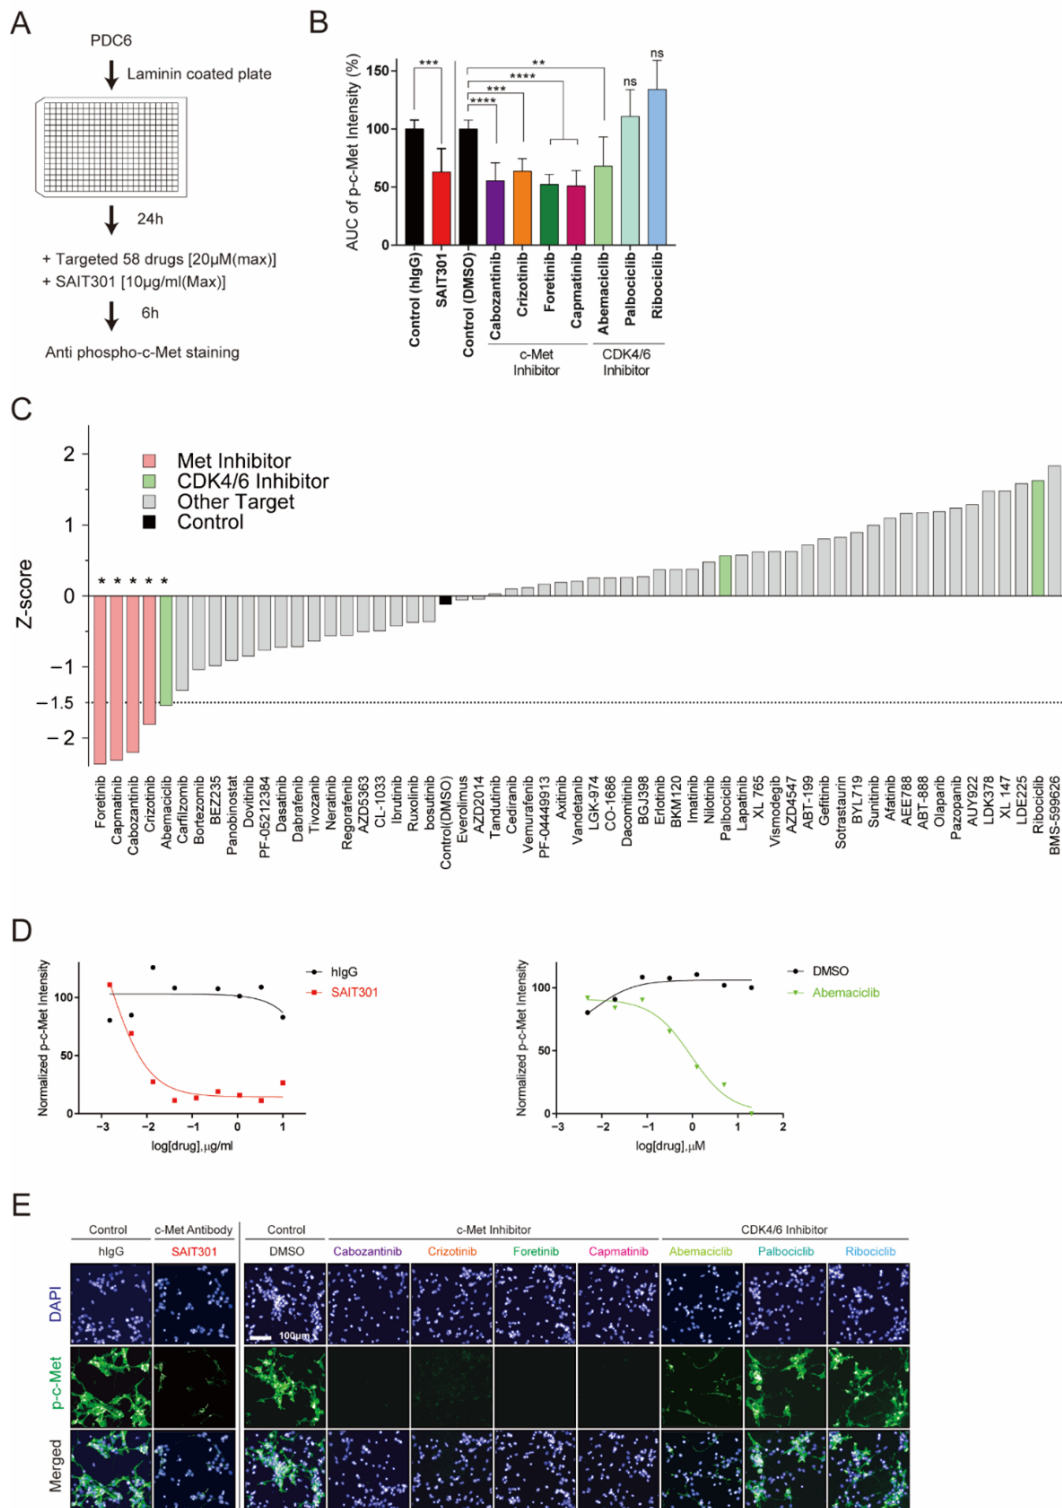 A
PDC6
Laminin coated plate
24h
+ Targeted 58 drugs [20μM(max)]
+ SAIT301 [10μg/ml(Max)]
6h
Anti phospho-c-Met staining
B
AUC of p-c-Met Intensity (%)
150
100
50
0
***
**
****
***
****
ns
ns
Control (hIgG)
SAIT301
Control (DMSO)
Cabozantinib
Crizotinib
Foretinib
Capmatinib
Abemaciclib
Palbociclib
Ribociclib
c-Met
Inhibitor
CDK4/6
Inhibitor
C
Z-score
2
1
0
−1
−1.5
−2
Met Inhibitor
CDK4/6 Inhibitor
Other Target
Control
* * * * *
Foretinib
Capmatinib
Cabozantinib
Crizotinib
Abemaciclib
Carfilzomib
Bortezomib
BEZ235
Panobinostat
Dovitinib
PF-05212384
Dasatinib
Dabrafenib
Tivozanib
Neratinib
Regorafenib
AZD5363
CL-1033
Ibrutinib
Ruxolinib
bosutinib
Control(DMSO)
Everolimus
AZD2014
Tandutinib
Cediranib
Vemurafenib
PF-04449913
Axitinib
Vandetanib
LGK-974
CO-1686
Dacomitinib
BGJ398
Erlotinib
BKM120
Imatinib
Nilotinib
Palbociclib
Lapatinib
XL 765
Vismodegib
AZD4547
ABT-199
Gefitinib
Sotrastaurin
BYL719
Sunitinib
Afatinib
AEE788
ABT-888
Olaparib
Pazopanib
AUY922
LDK378
XL 147
LDE225
Ribociclib
BMS-599626
D
Normalized p-c-Met Intensity
100
50
0
−3 −2 −1 0 1 2
log[drug],μg/ml
hIgG
SAIT301
Normalized p-c-Met Intensity
100
50
0
−3 −2 −1 0 1 2
log[drug],μM
DMSO
Abemaciclib
E
Control c-Met Antibody Control c-Met Inhibitor CDK4/6 Inhibitor
hIgG SAIT301 DMSO Cabozantinib Crizotinib Foretinib Capmatinib Abemaciclib Palbociclib Ribociclib
DAPI
100μm
p-c-Met
Merged